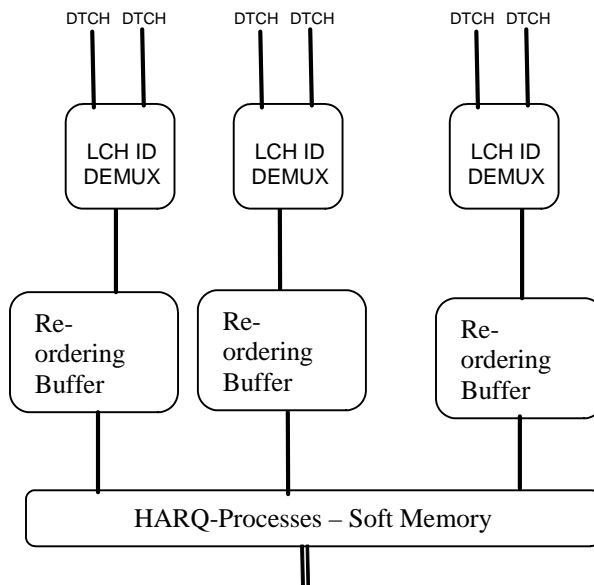 DTCH DTCH DTCH DTCH DTCH DTCH
LCH ID LCH ID LCH ID
DEMUX DEMUX DEMUX
Re-
ordering
Buffer
Re-
ordering
Buffer
Re-
ordering
Buffer
HARQ-Processes – Soft Memory